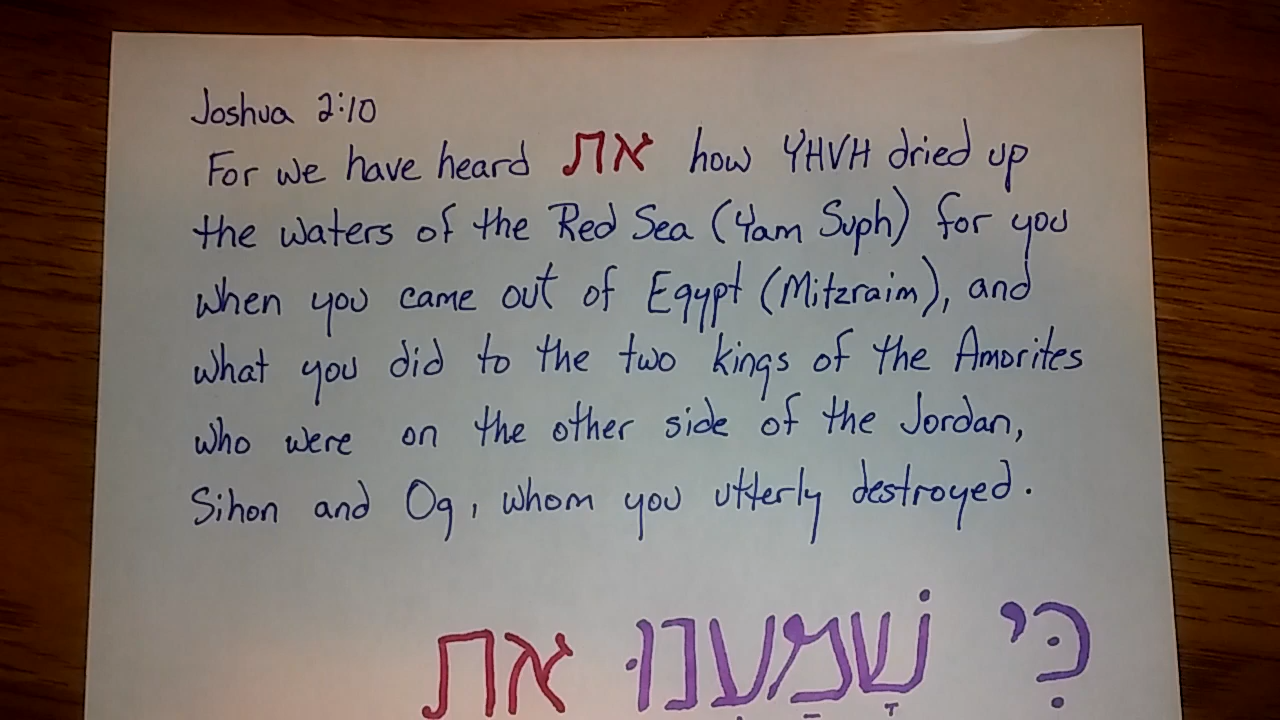 Joshua 2:10
For we have heard את how YHVH dried up
the waters of the Red Sea (Yam Suph) for you
when you came out of Egypt (Mitzraim), and
what you did to the two kings of the Amorites
who were on the other side of the Jordan,
Sihon and Og, whom you utterly destroyed.
כִּי שָׁמַעְנוּ את